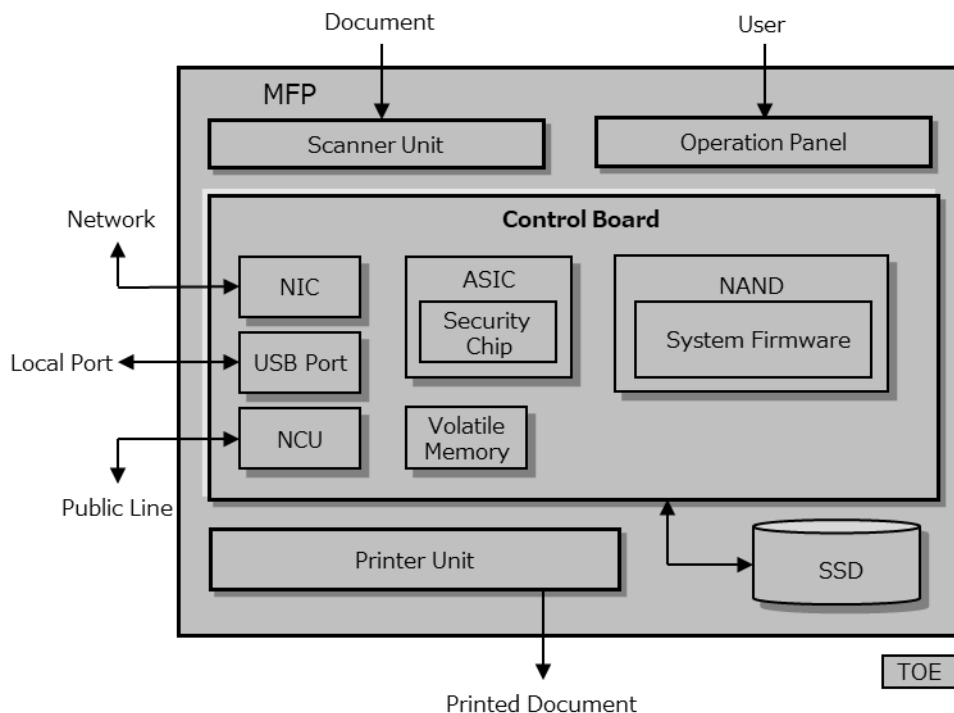 Document
User
MFP
Scanner Unit
Operation Panel
Control Board
Network
NIC
ASIC
Security
Chip
NAND
System Firmware
Local Port
USB Port
NCU
Volatile
Memory
Public Line
Printer Unit
SSD
TOE
Printed Document